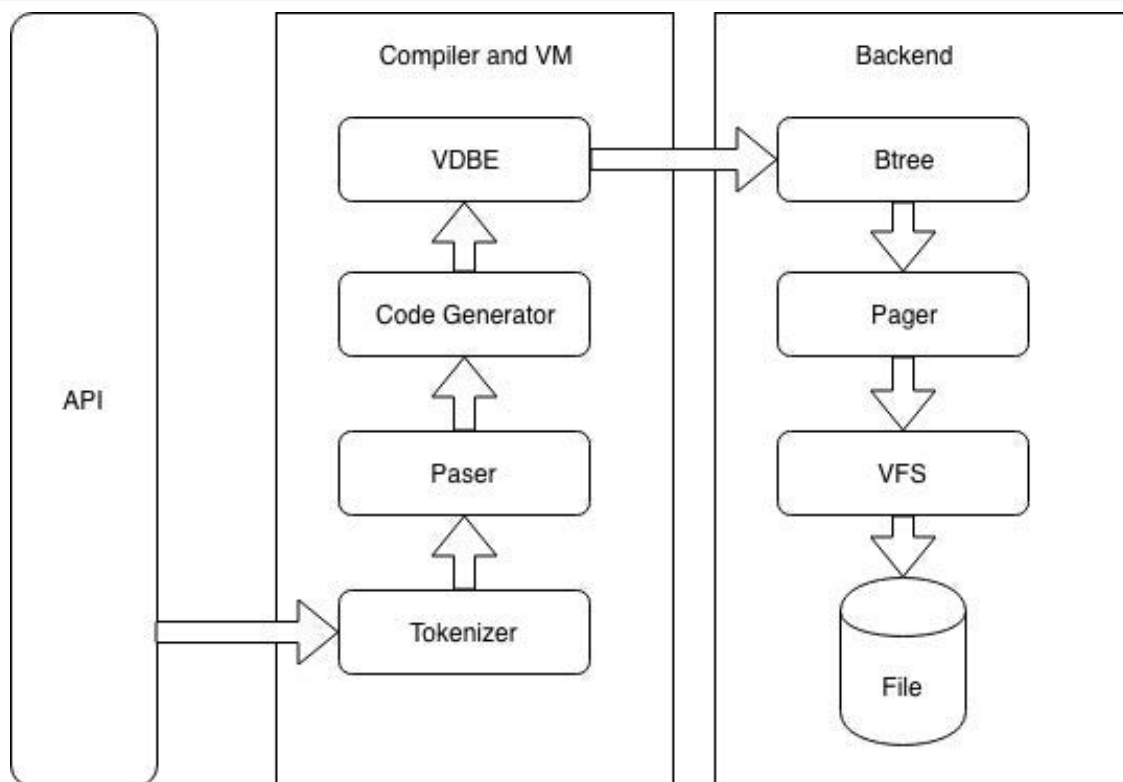 API
Compiler and VM
VDBE
Code Generator
Paser
Tokenizer
Backend
Btree
Pager
VFS
File